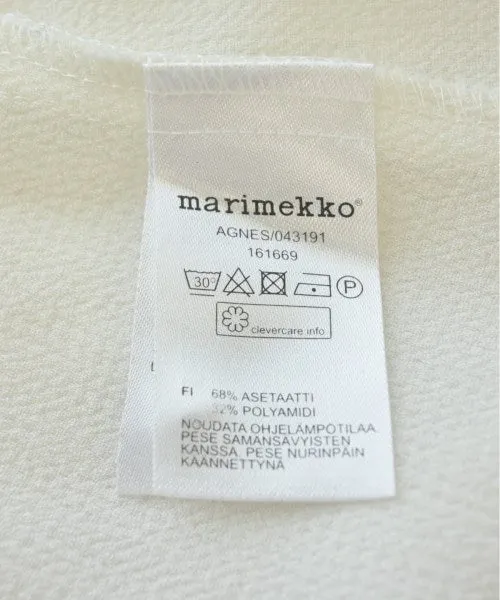 marimekko®
AGNES/043191
161669
30° P
clevercare info
FI 68% ASETAATTI
32% POLYAMIDI
NOUDATA OHJELÄMPÖTILAA.
PESE SAMANSÄVYISTEN
KANSSA. PESE NURINPÄIN
KÄÄNNETTYNÄ